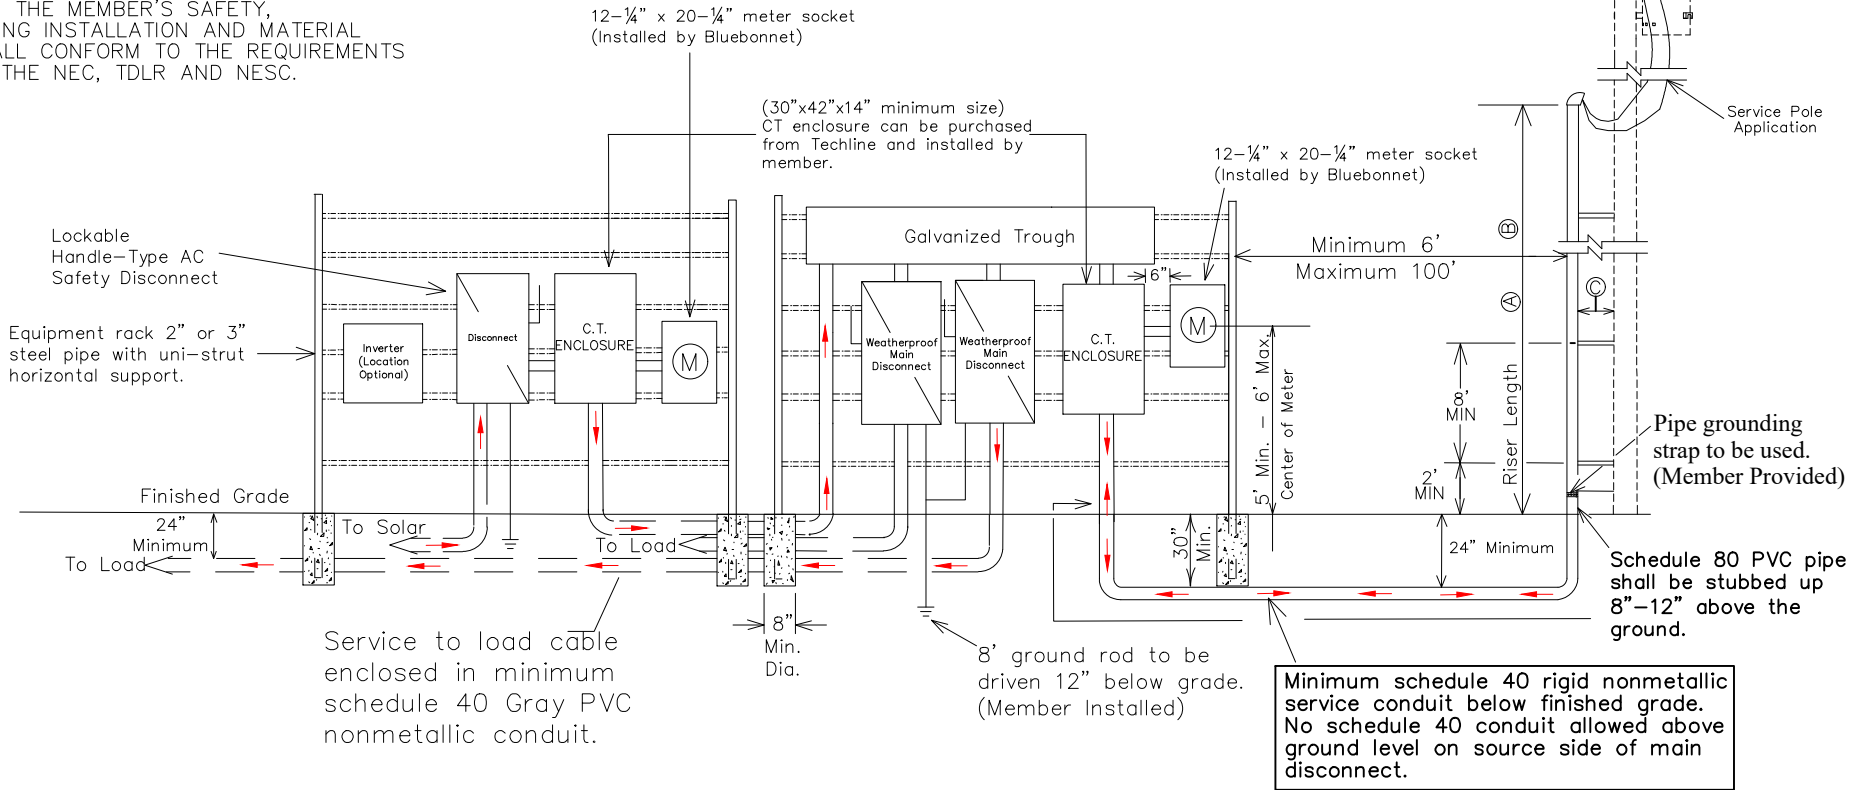 THE MEMBER'S SAFETY,
NG INSTALLATION AND MATERIAL
ALL CONFORM TO THE REQUIREMENTS
THE NEC, TDLR AND NESC.
12-¼" x 20-¼" meter socket
(Installed by Bluebonnet)
(30"x42"x14" minimum size)
CT enclosure can be purchased
from Techline and installed by
member.
12-¼" x 20-¼" meter socket
(Installed by Bluebonnet)
Service Pole
Application
Lockable
Handle-Type AC
Safety Disconnect
Equipment rack 2" or 3"
steel pipe with uni-strut
horizontal support.
Inverter
(Location
Optional)
Disconnect
C.T.
ENCLOSURE
M
Galvanized Trough
Weatherproof
Main
Disconnect
Weatherproof
Main
Disconnect
C.T.
ENCLOSURE
6"
M
Minimum 6'
Maximum 100'
B
A
C
Riser Length
8'
MIN
2'
MIN
5' Min. - 6' Max.
Center of Meter
Pipe grounding
strap to be used.
(Member Provided)
Finished Grade
24"
Minimum
To Solar
To Load
To Load
30"
Min.
24" Minimum
8"
Min.
Dia.
Schedule 80 PVC pipe
shall be stubbed up
8"-12" above the
ground.
Service to load cable
enclosed in minimum
schedule 40 Gray PVC
nonmetallic conduit.
8' ground rod to be
driven 12" below grade.
(Member Installed)
Minimum schedule 40 rigid nonmetallic
service conduit below finished grade.
No schedule 40 conduit allowed above
ground level on source side of main
disconnect.